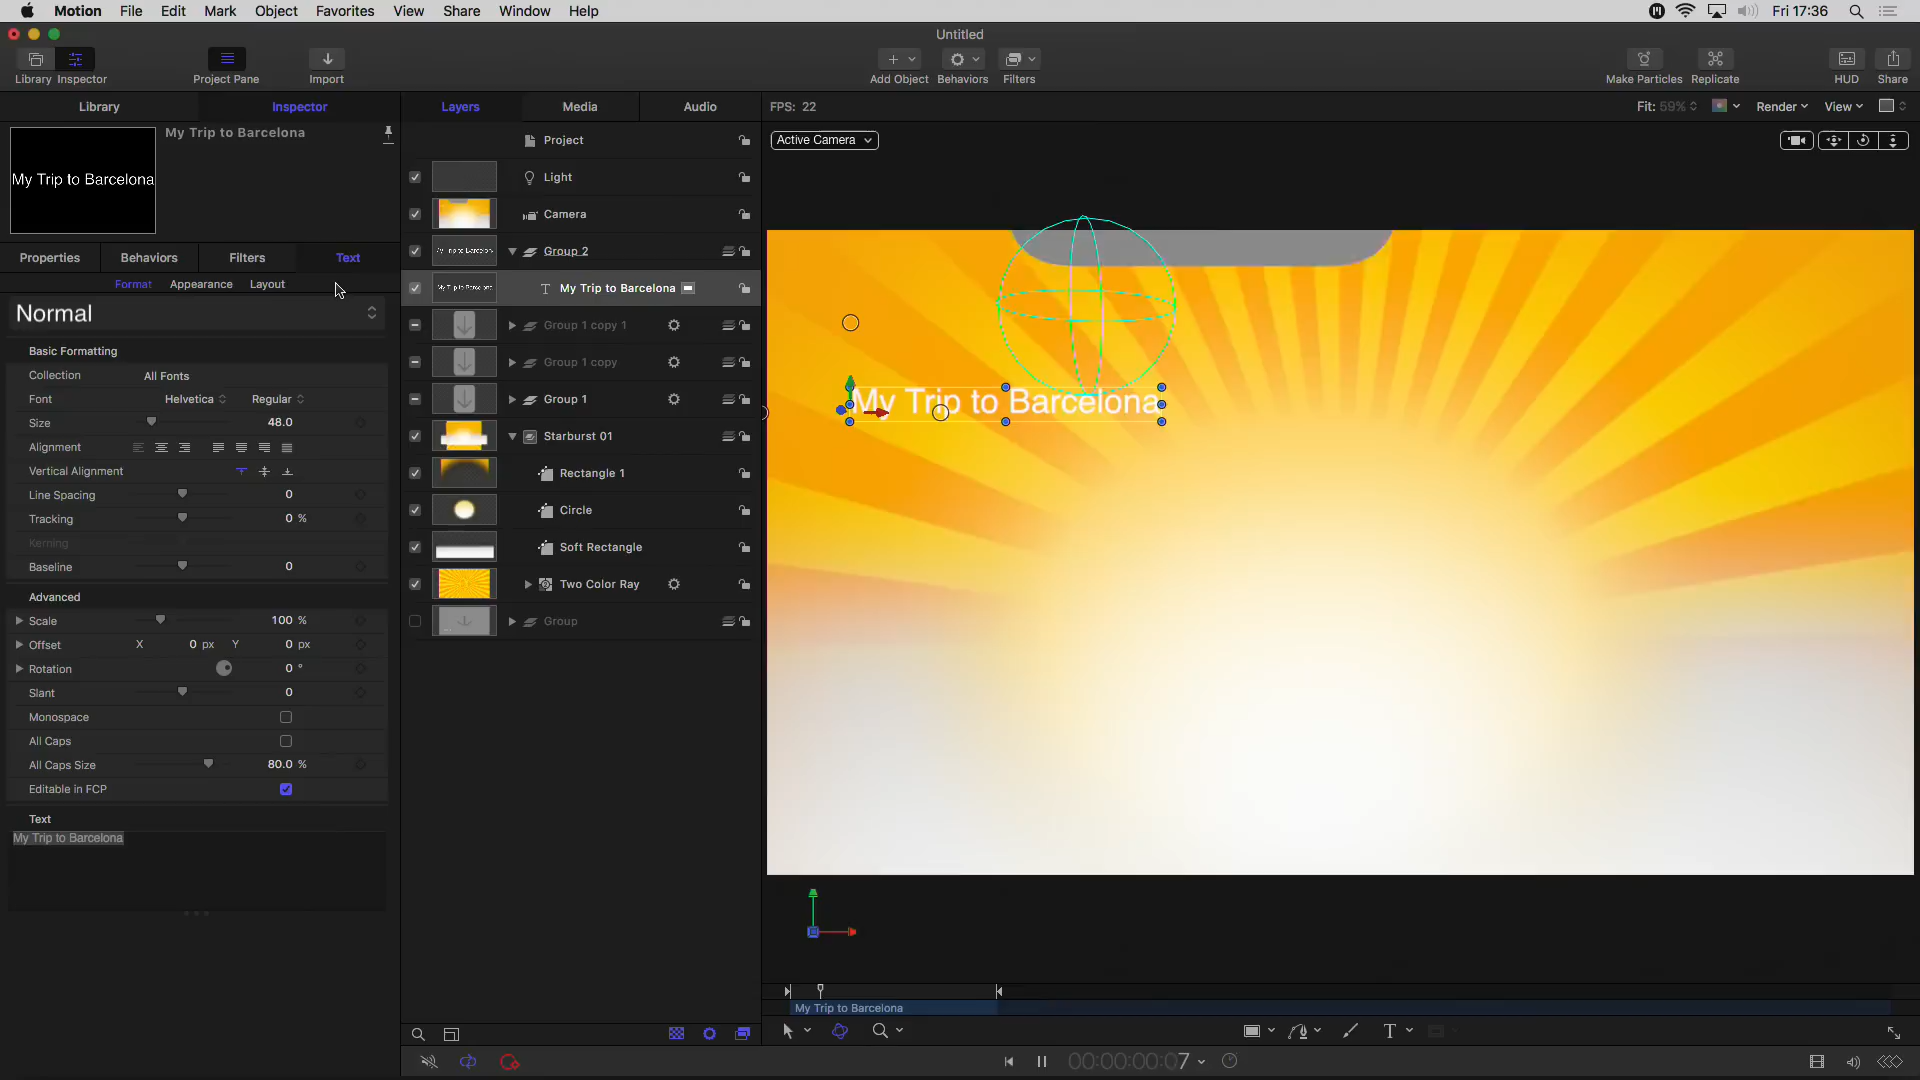 Motion File Edit Mark Object Favorites View Share Window Help Fri 17:36
Untitled
Library Inspector Project Pane Import Add Object Behaviors Filters Make Particles Replicate HUD Share
Library Inspector Layers Media Audio FPS: 22 Fit: 59% Render View
My Trip to Barcelona
My Trip to Barcelona
Project
Active Camera
Light
Camera
Properties Behaviors Filters Text
Group 2
Format Appearance Layout
My Trip to Barcelona
Normal
Group 1 copy 1
Basic Formatting
Group 1 copy
Collection All Fonts
Font Helvetica Regular
Group 1
My Trip to Barcelona
Size 48.0
Starburst 01
Alignment
Vertical Alignment
Rectangle 1
Line Spacing 0
Circle
Tracking 0 %
Kerning
Soft Rectangle
Baseline 0
Two Color Ray
Advanced
Scale 100 %
Group
Offset X 0 px Y 0 px
Rotation 0 °
Slant 0
Monospace
All Caps
All Caps Size 80.0 %
Editable in FCP
Text
My Trip to Barcelona
My Trip to Barcelona
T
00:00:00:07